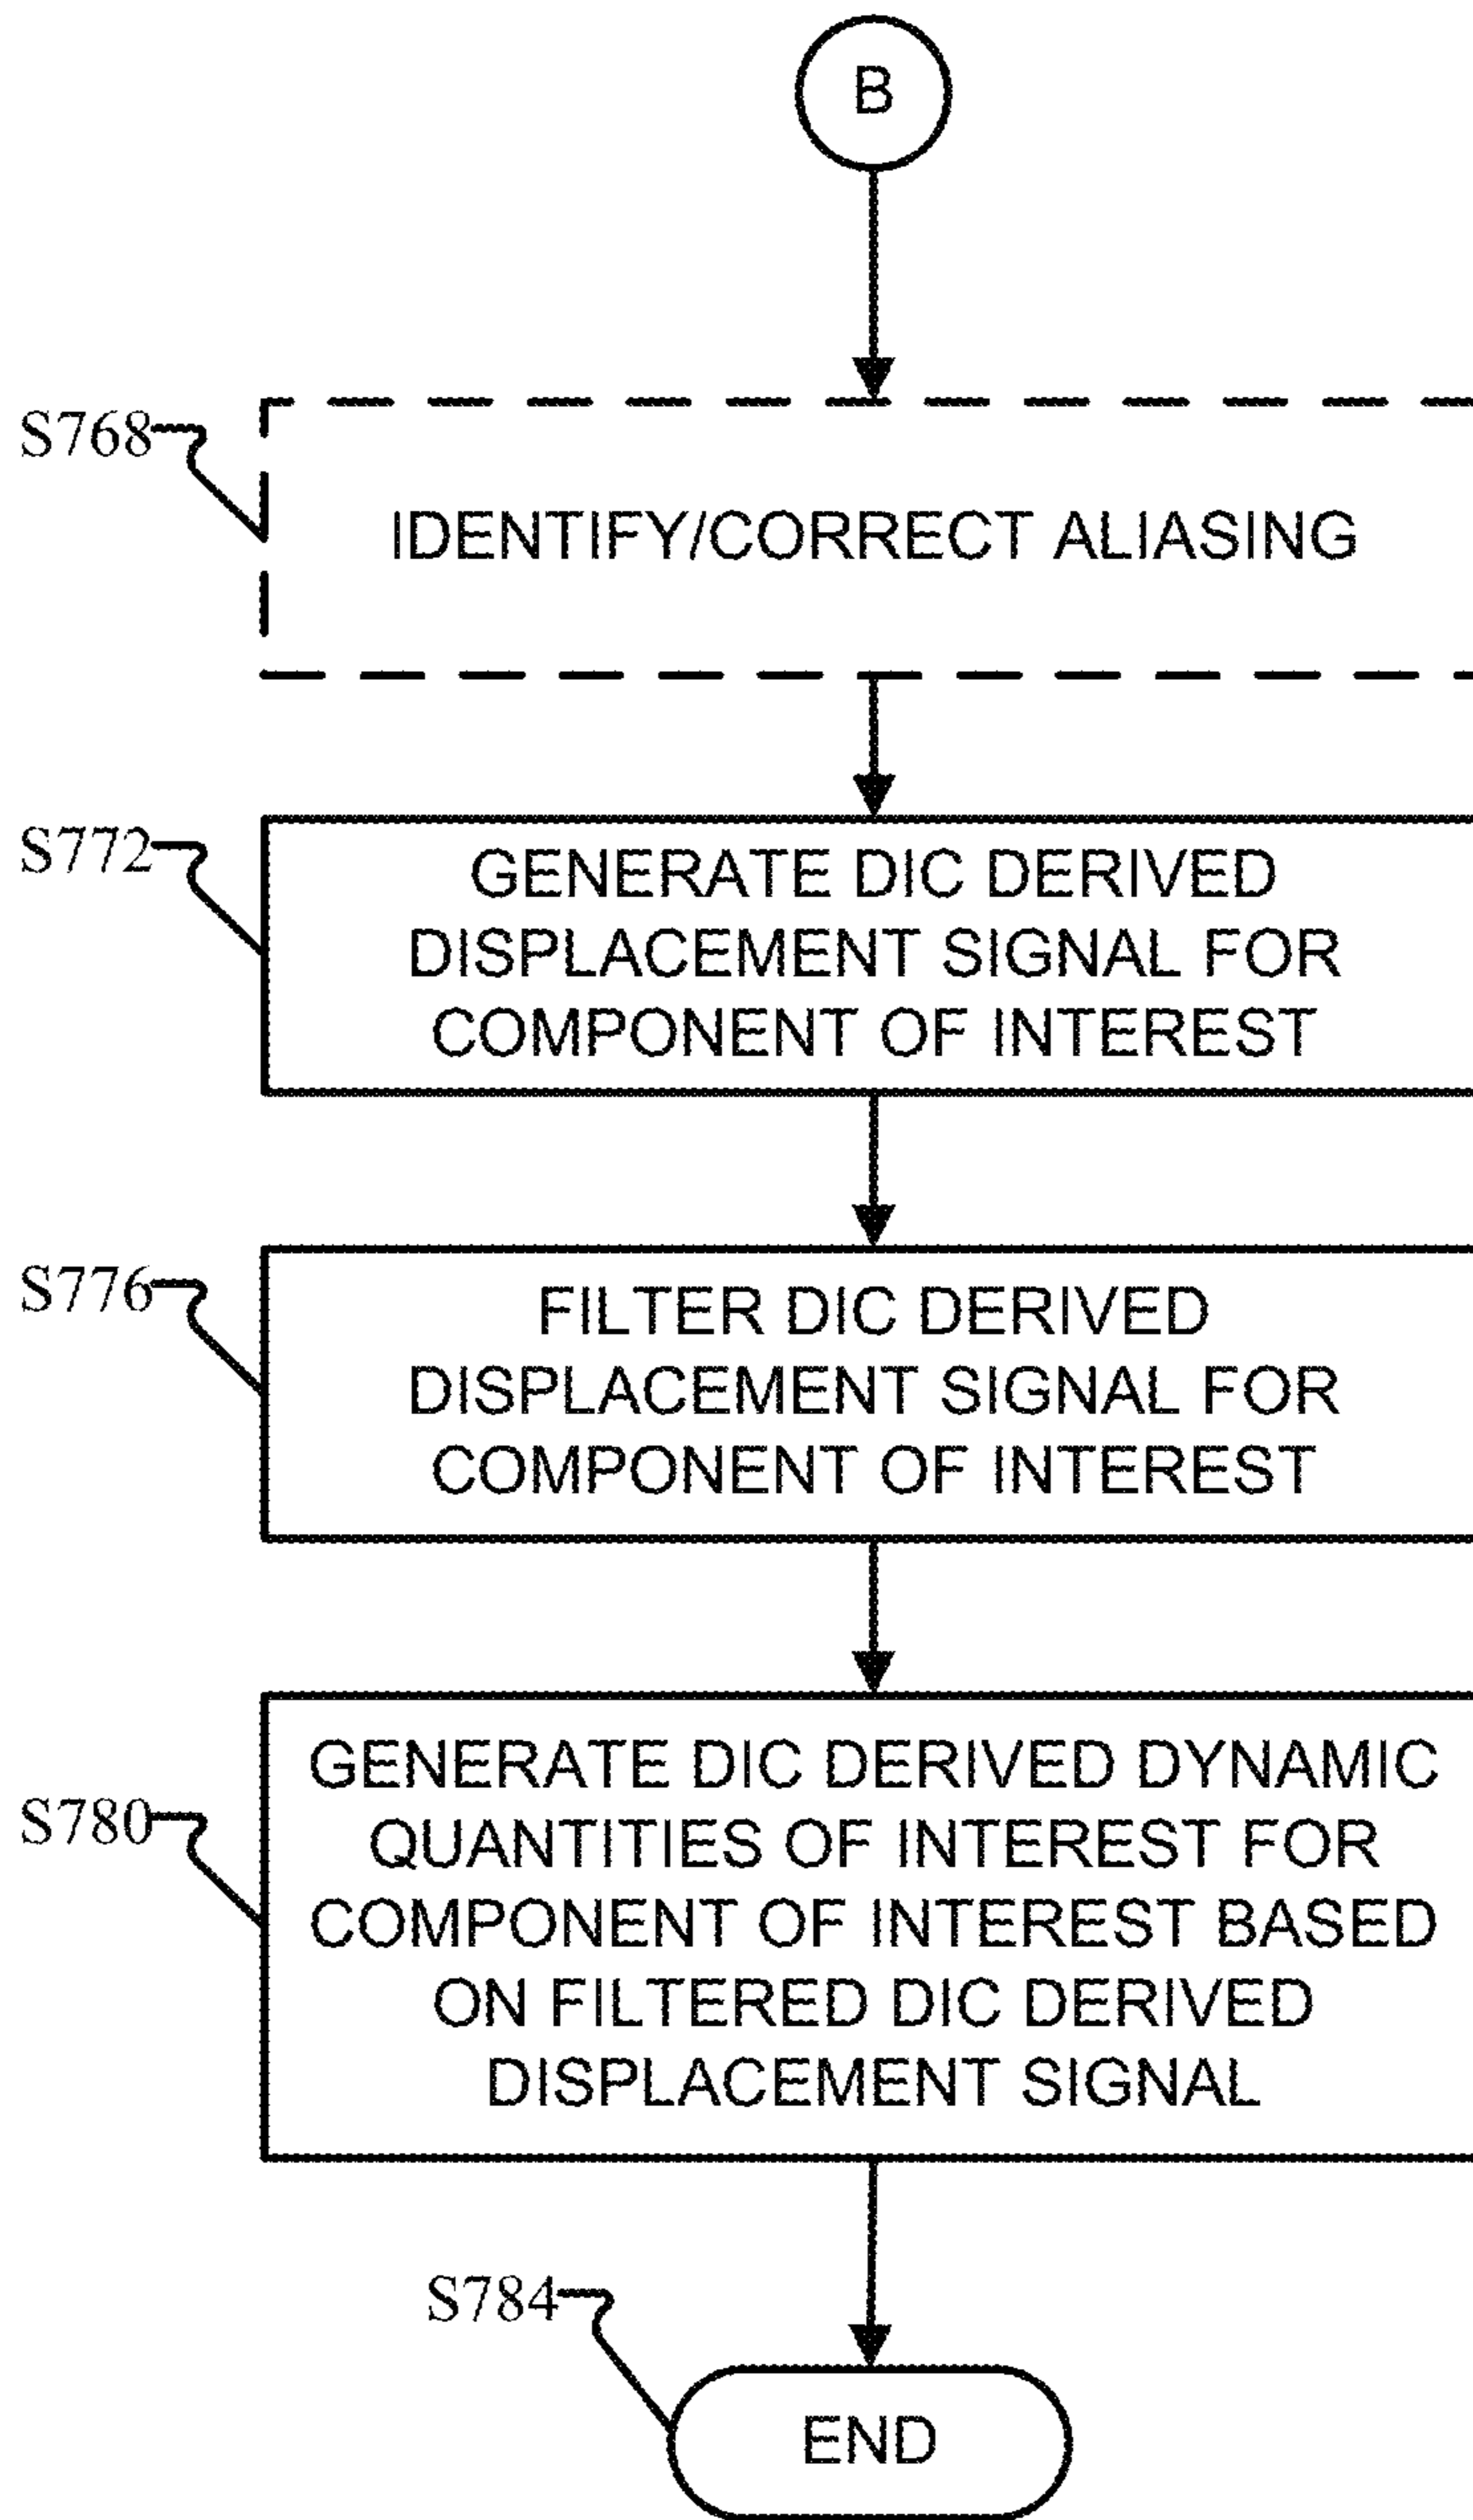 B
S768
IDENTIFY/CORRECT ALIASING
S772
GENERATE DIC DERIVED
DISPLACEMENT SIGNAL FOR
COMPONENT OF INTEREST
S776
FILTER DIC DERIVED
DISPLACEMENT SIGNAL FOR
COMPONENT OF INTEREST
S780
GENERATE DIC DERIVED DYNAMIC
QUANTITIES OF INTEREST FOR
COMPONENT OF INTEREST BASED
ON FILTERED DIC DERIVED
DISPLACEMENT SIGNAL
S784
END